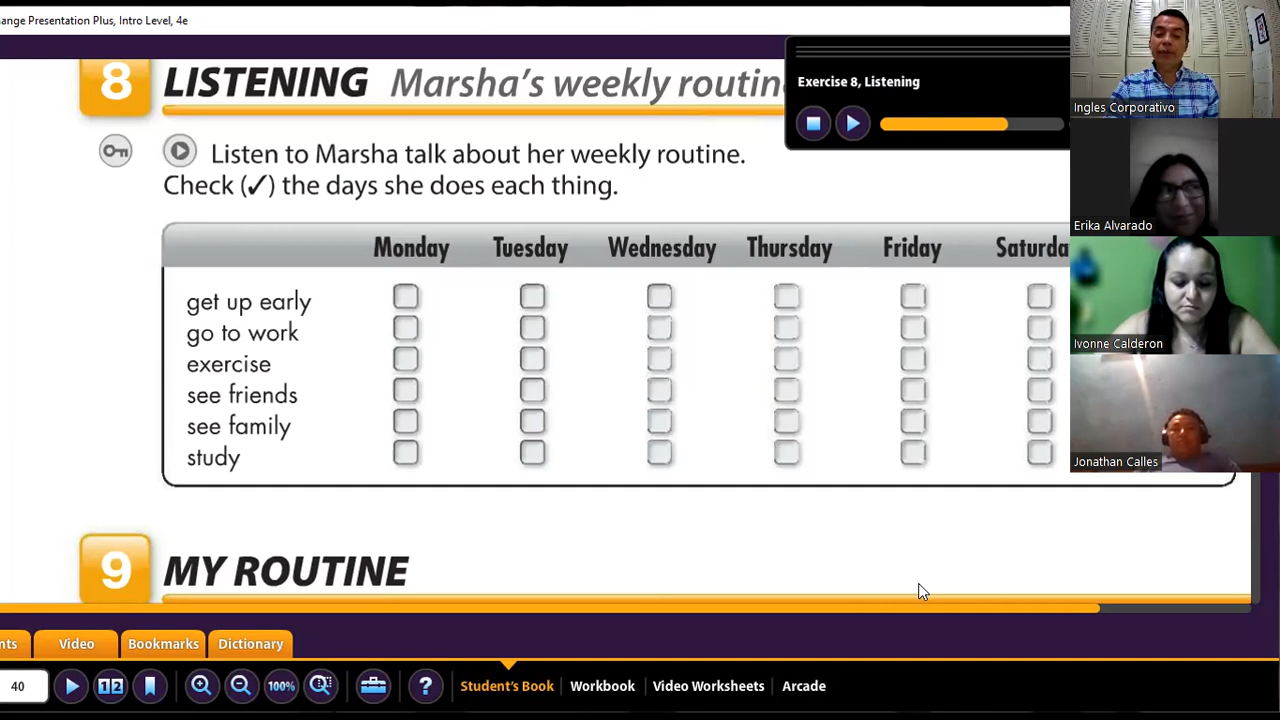 ange Presentation Plus, Intro Level, 4e
8 LISTENING Marsha's weekly routin
Exercise 8, Listening
Listen to Marsha talk about her weekly routine.
Check (✓) the days she does each thing.
Monday Tuesday Wednesday Thursday Friday Saturda
get up early
go to work
exercise
see friends
see family
study
9 MY ROUTINE
Ingles Corporativo
Erika Alvarado
Ivonne Calderon
Jonathan Calles
nts Video Bookmarks Dictionary
40 1 2 100% ? Student's Book Workbook Video Worksheets Arcade